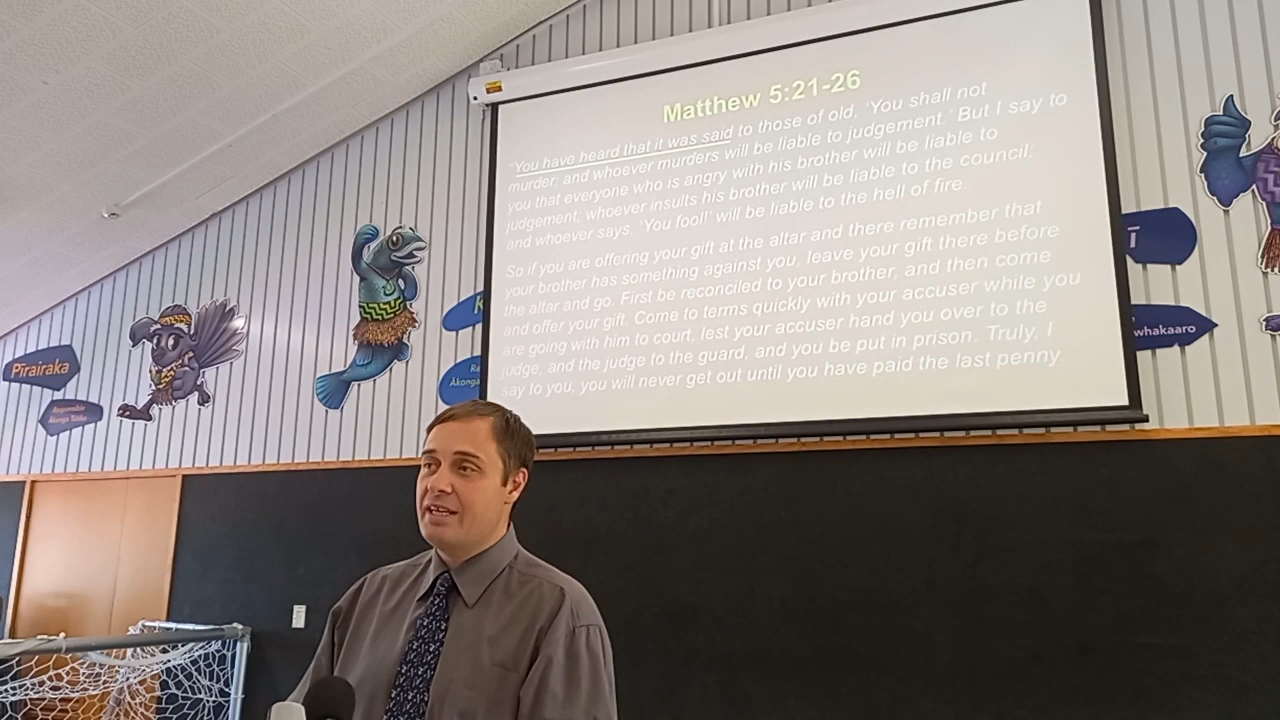 Matthew 5:21-26
"You have heard that it was said to those of old, 'You shall not
murder; and whoever murders will be liable to judgement.' But I say to
you that everyone who is angry with his brother will be liable to
judgement; whoever insults his brother will be liable to the council;
and whoever says, 'You fool!' will be liable to the hell of fire.
So if you are offering your gift at the altar and there remember that
your brother has something against you, leave your gift there before
the altar and go. First be reconciled to your brother, and then come
and offer your gift. Come to terms quickly with your accuser while you
are going with him to court, lest your accuser hand you over to the
judge, and the judge to the guard, and you be put in prison. Truly, I
say to you, you will never get out until you have paid the last penny.
Pīrairaka
Responsible
Ākonga Tōtika
K
Re
Ākonga
ī
whakaaro